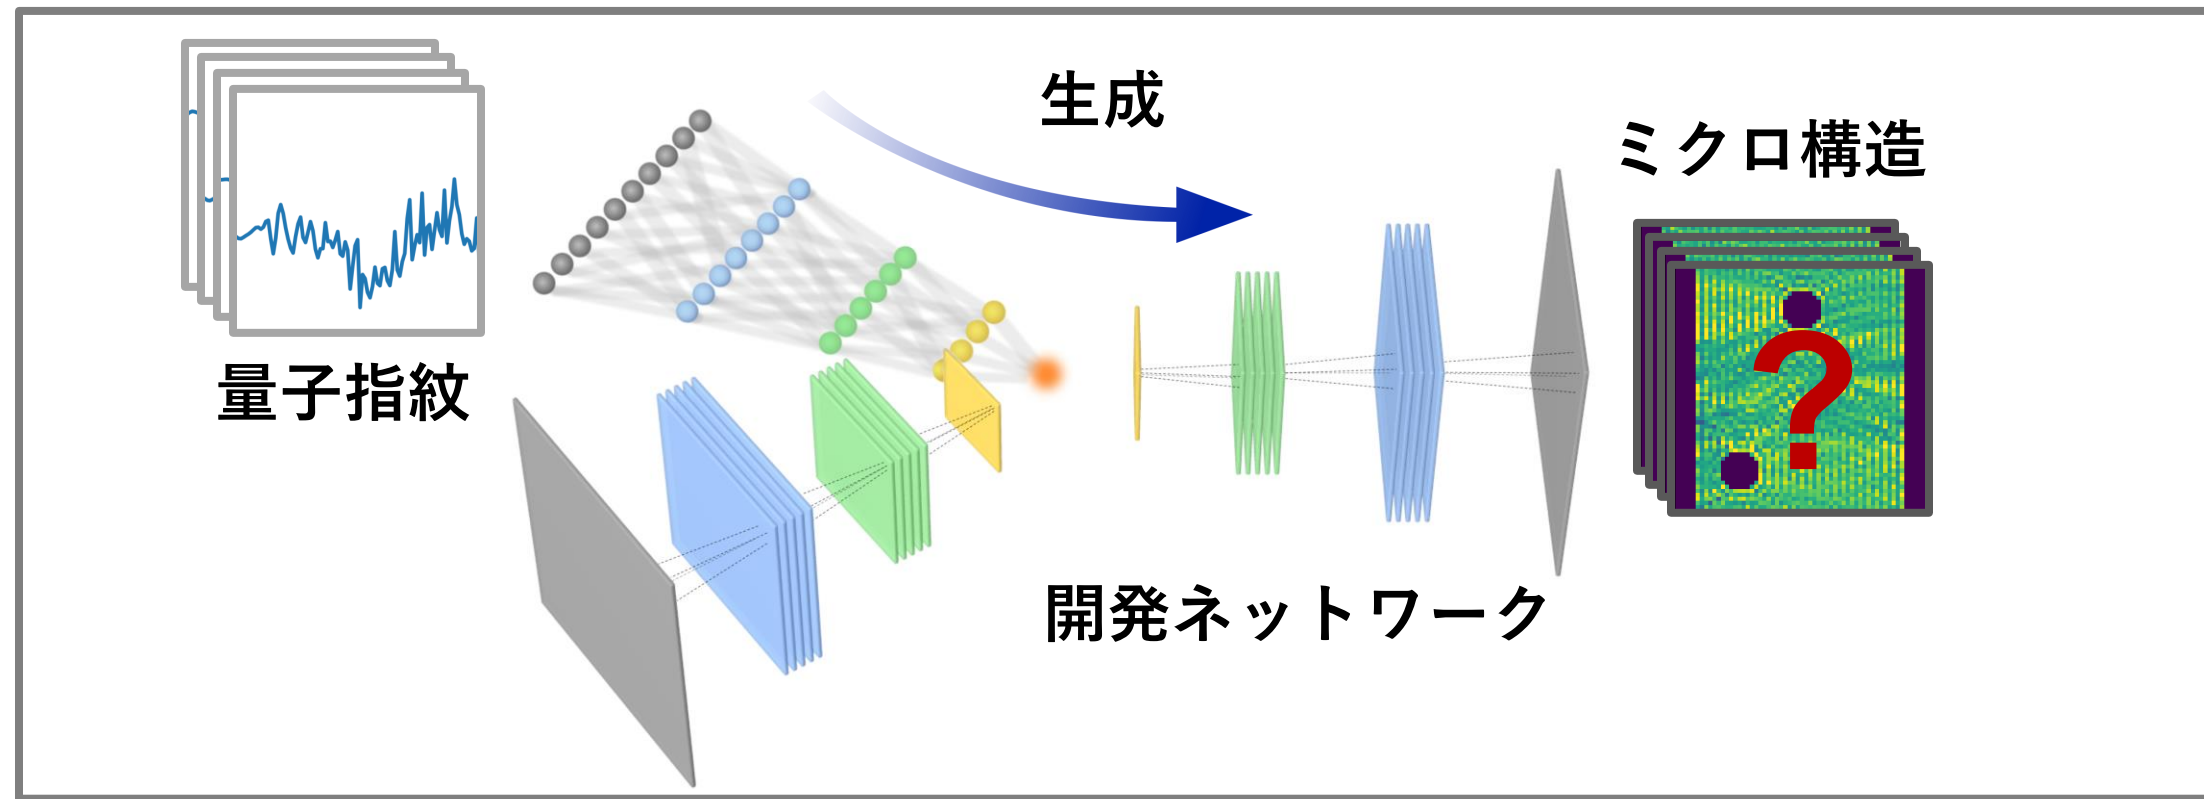 生成
ミクロ構造
?
量子指紋
開発ネットワーク